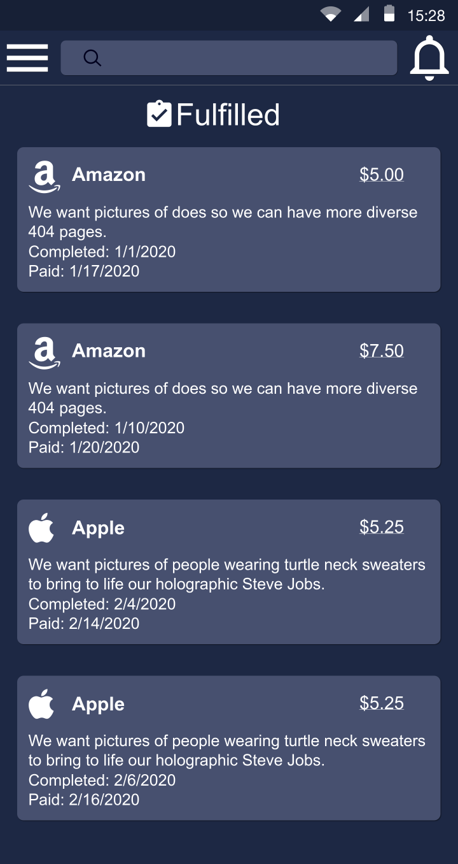 15:28
Fulfilled
Amazon $5.00
We want pictures of does so we can have more diverse
404 pages.
Completed: 1/1/2020
Paid: 1/17/2020
Amazon $7.50
We want pictures of does so we can have more diverse
404 pages.
Completed: 1/10/2020
Paid: 1/20/2020
Apple $5.25
We want pictures of people wearing turtle neck sweaters
to bring to life our holographic Steve Jobs.
Completed: 2/4/2020
Paid: 2/14/2020
Apple $5.25
We want pictures of people wearing turtle neck sweaters
to bring to life our holographic Steve Jobs.
Completed: 2/6/2020
Paid: 2/16/2020